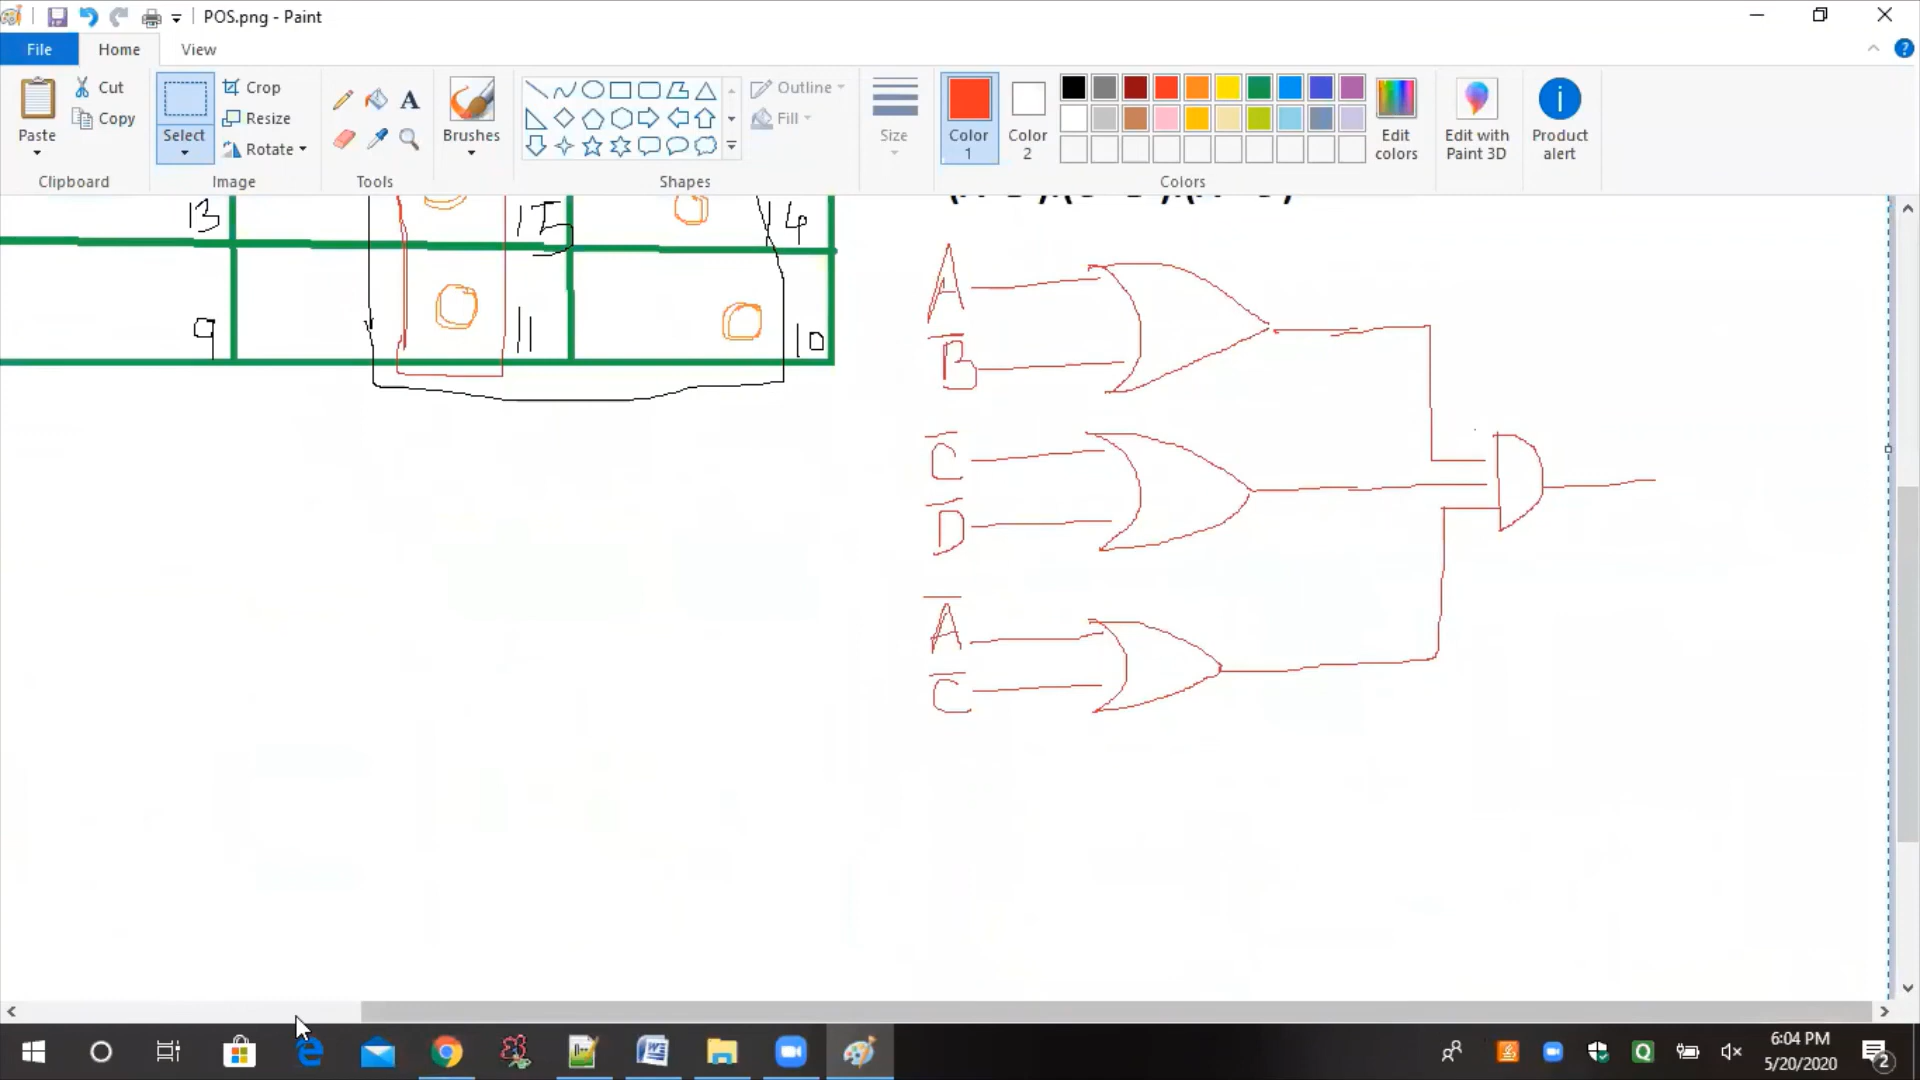 POS.png - Paint
File Home View
Paste
Cut
Copy
Clipboard
Select
Crop
Resize
Rotate
Image
Tools
Brushes
Shapes
Outline
Fill
Size
Color 1
Color 2
Edit colors
Colors
Edit with Paint 3D
Product alert
13 15 14
9 11 10
A
B̅
C̅
D̅
A̅
C̅
6:04 PM
5/20/2020
2